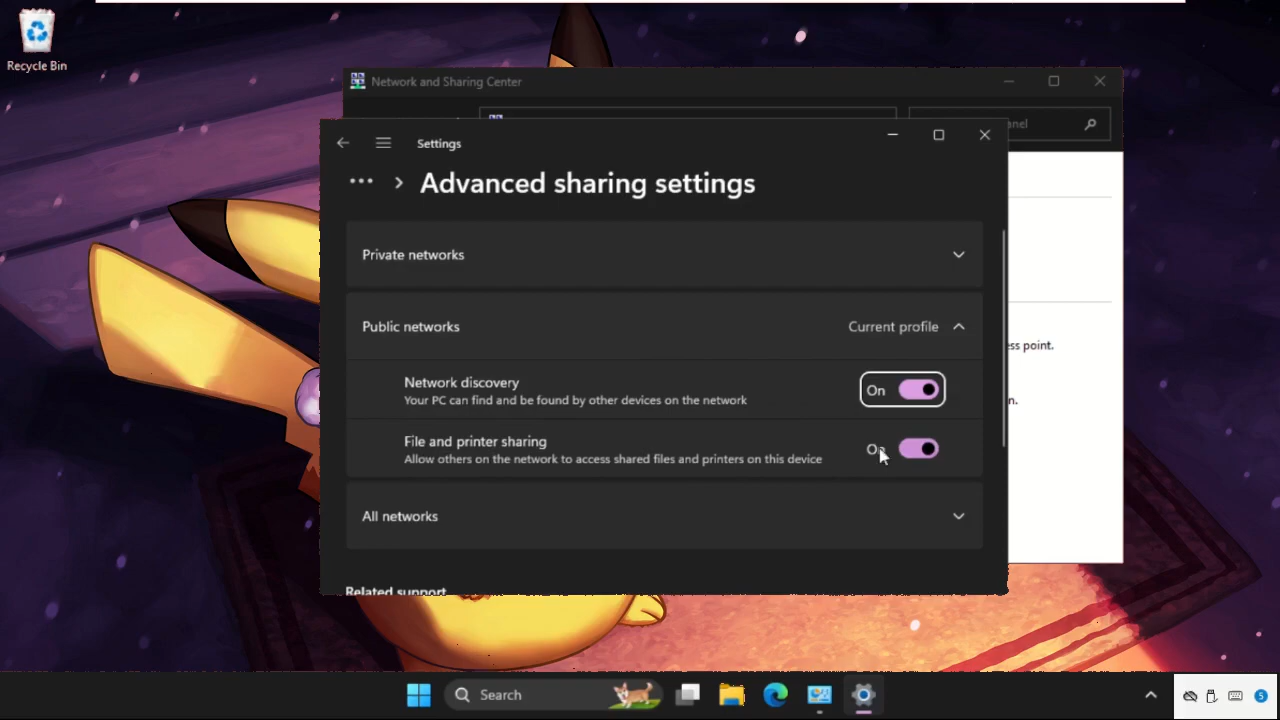 Recycle Bin
Network and Sharing Center
Settings
Advanced sharing settings
Private networks
Public networks
Current profile
Network discovery
Your PC can find and be found by other devices on the network
On
File and printer sharing
Allow others on the network to access shared files and printers on this device
On
All networks
Related support
point.
Search
5